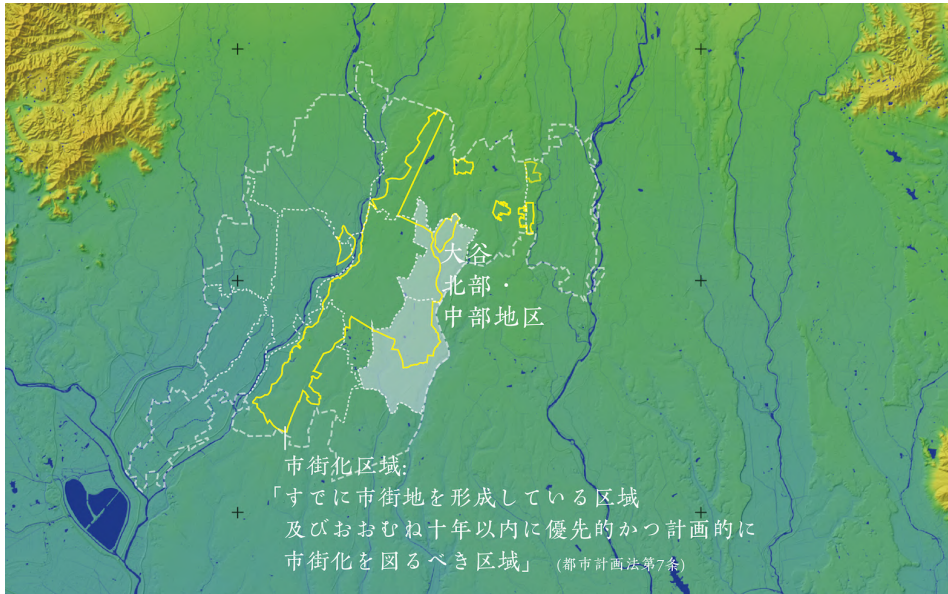 大谷
北部・
中部地区
市街化区域:
「すでに市街地を形成している区域
及びおおむね十年以内に優先的かつ計画的に
市街化を図るべき区域」 (都市計画法第7条)